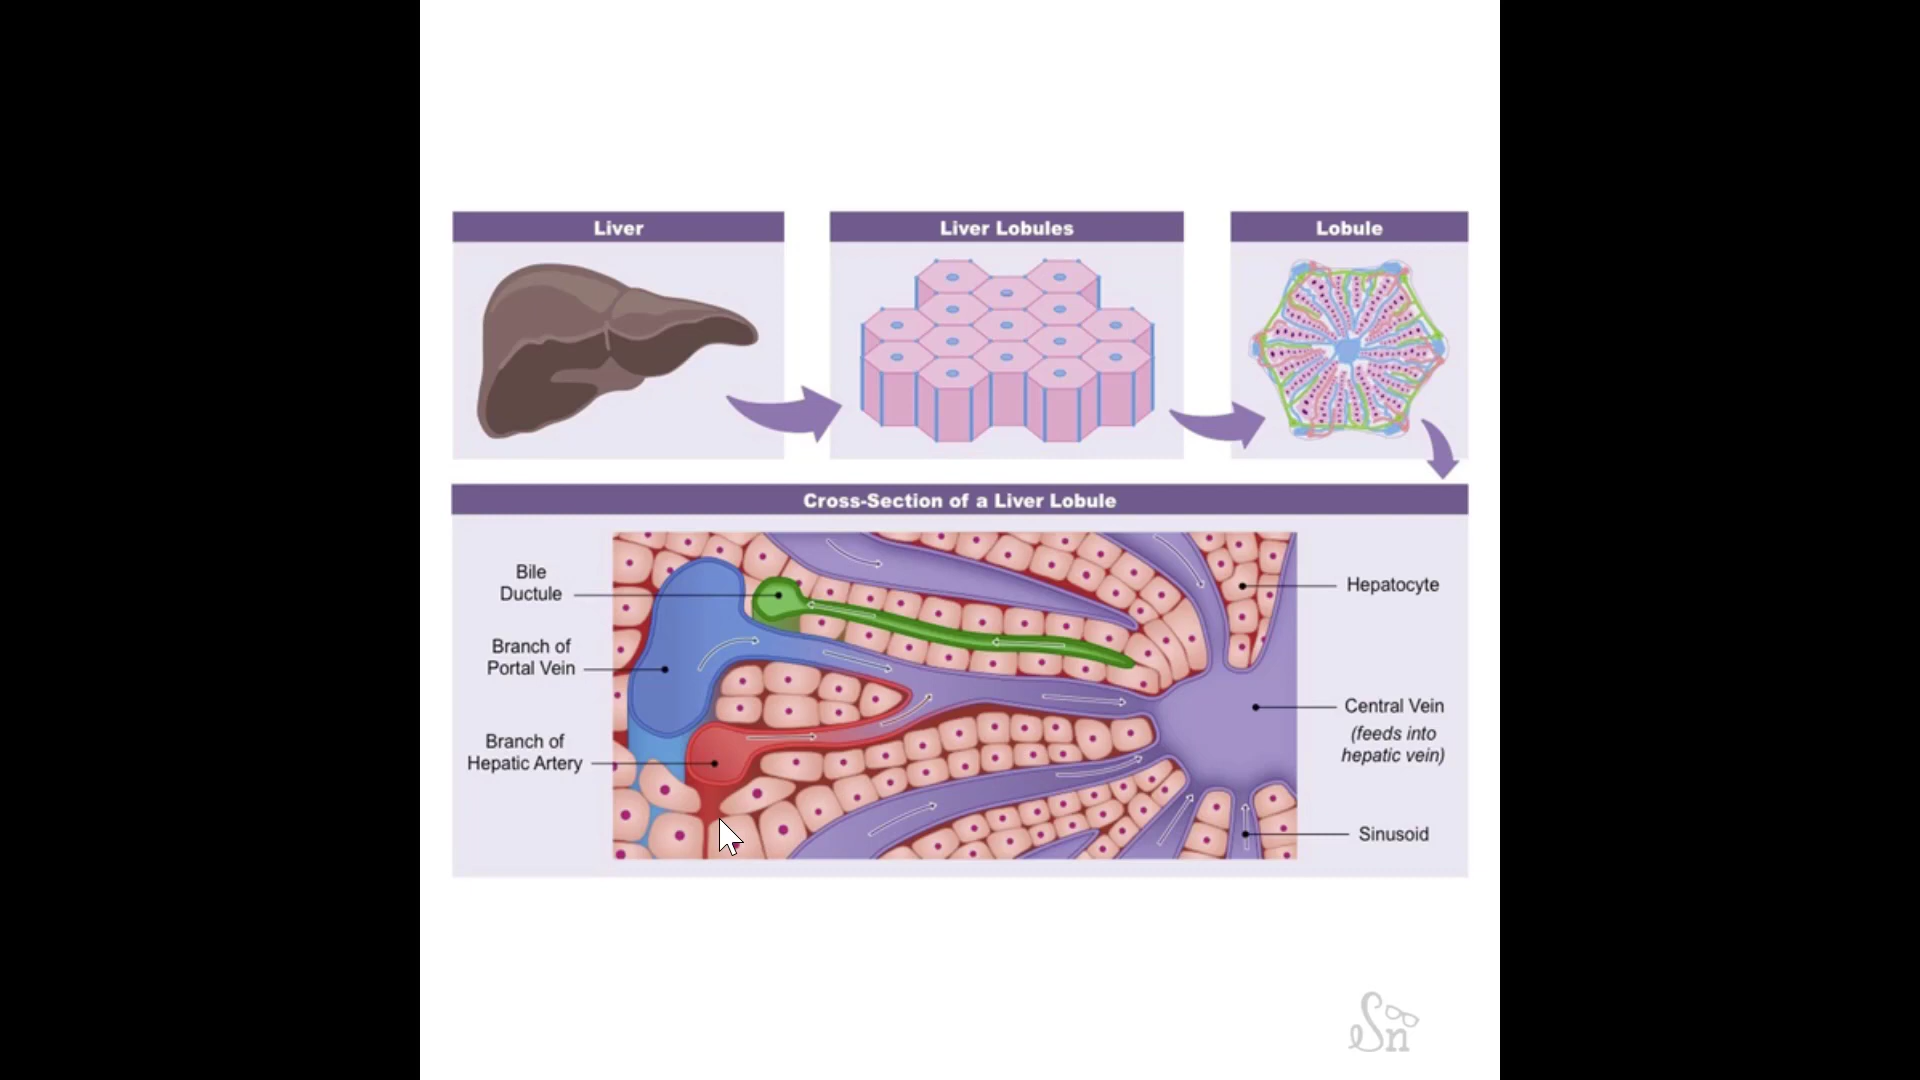 Liver
Liver Lobules
Lobule
Cross-Section of a Liver Lobule
Bile
Ductule
Branch of
Portal Vein
Branch of
Hepatic Artery
Hepatocyte
Central Vein
(feeds into
hepatic vein)
Sinusoid
eSn